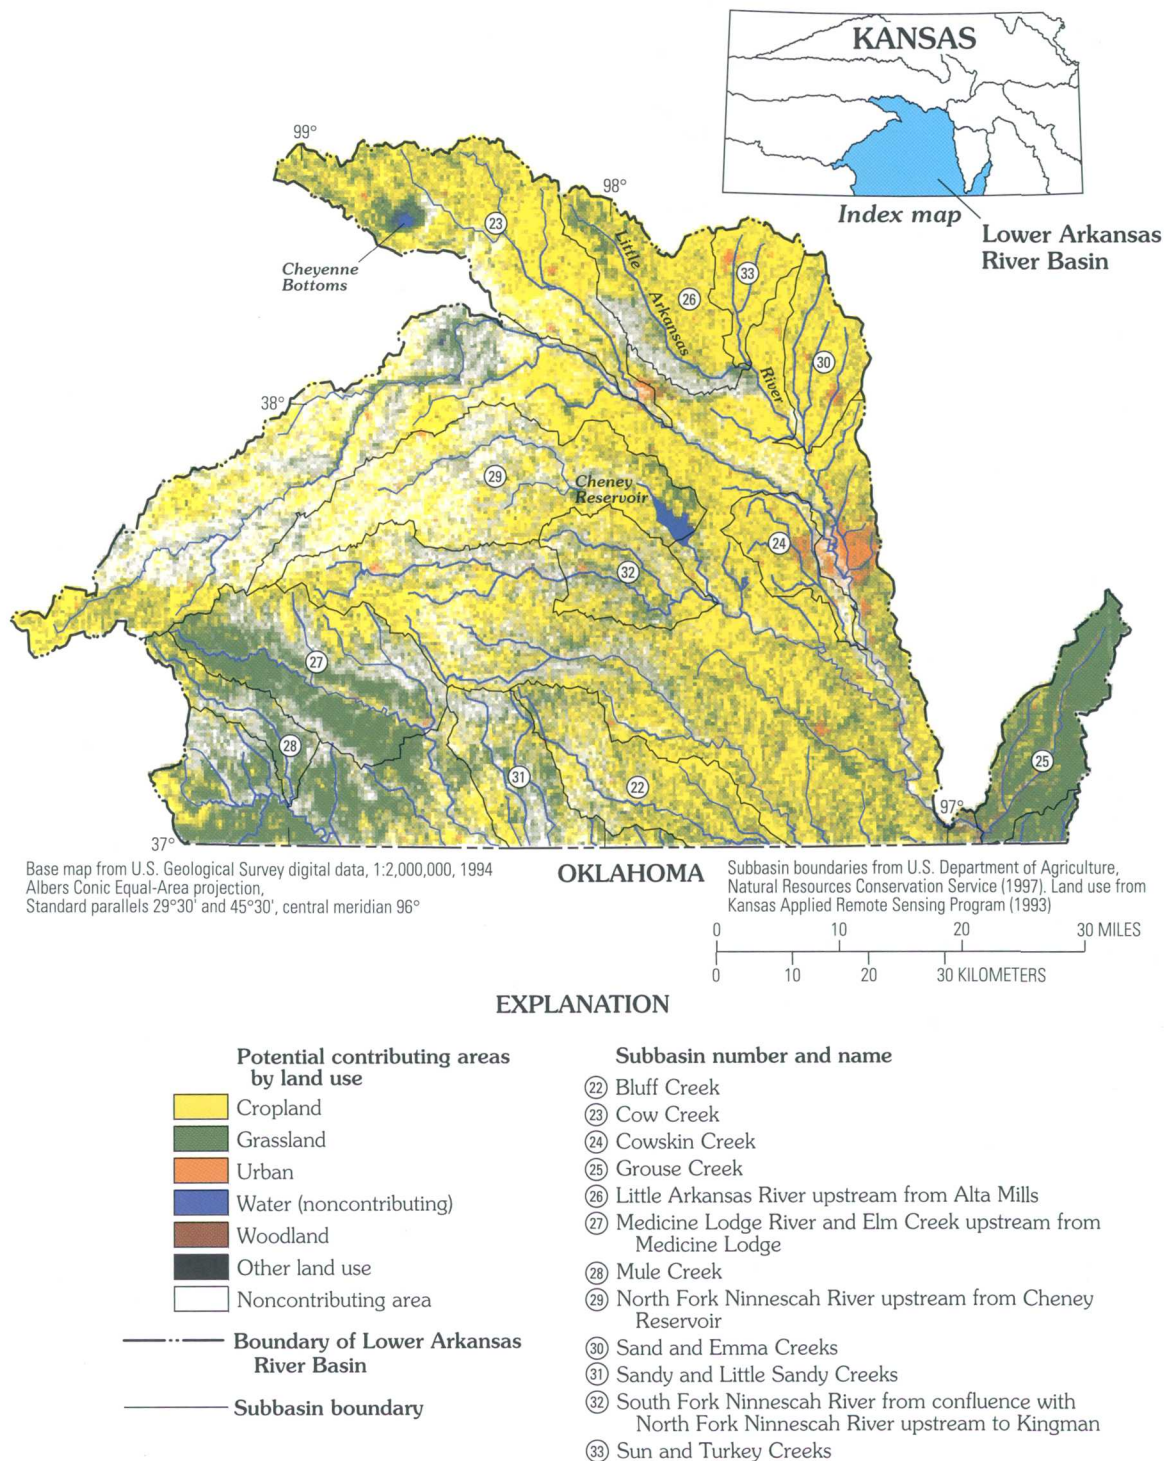 KANSAS
Index map
Lower Arkansas
River Basin
99°
98°
23
Cheyenne
Bottoms
Little
Arkansas
River
33
26
30
38°
29
Cheney
Reservoir
24
32
27
28
31
22
25
97°
37°
Base map from U.S. Geological Survey digital data, 1:2,000,000, 1994
Albers Conic Equal-Area projection,
Standard parallels 29°30' and 45°30', central meridian 96°
OKLAHOMA
Subbasin boundaries from U.S. Department of Agriculture,
Natural Resources Conservation Service (1997). Land use from
Kansas Applied Remote Sensing Program (1993)
0 10 20 30 MILES
0 10 20 30 KILOMETERS
EXPLANATION
Potential contributing areas
by land use
Cropland
Grassland
Urban
Water (noncontributing)
Woodland
Other land use
Noncontributing area
Boundary of Lower Arkansas
River Basin
Subbasin boundary
Subbasin number and name
22 Bluff Creek
23 Cow Creek
24 Cowskin Creek
25 Grouse Creek
26 Little Arkansas River upstream from Alta Mills
27 Medicine Lodge River and Elm Creek upstream from
Medicine Lodge
28 Mule Creek
29 North Fork Ninnescah River upstream from Cheney
Reservoir
30 Sand and Emma Creeks
31 Sandy and Little Sandy Creeks
32 South Fork Ninnescah River from confluence with
North Fork Ninnescah River upstream to Kingman
33 Sun and Turkey Creeks